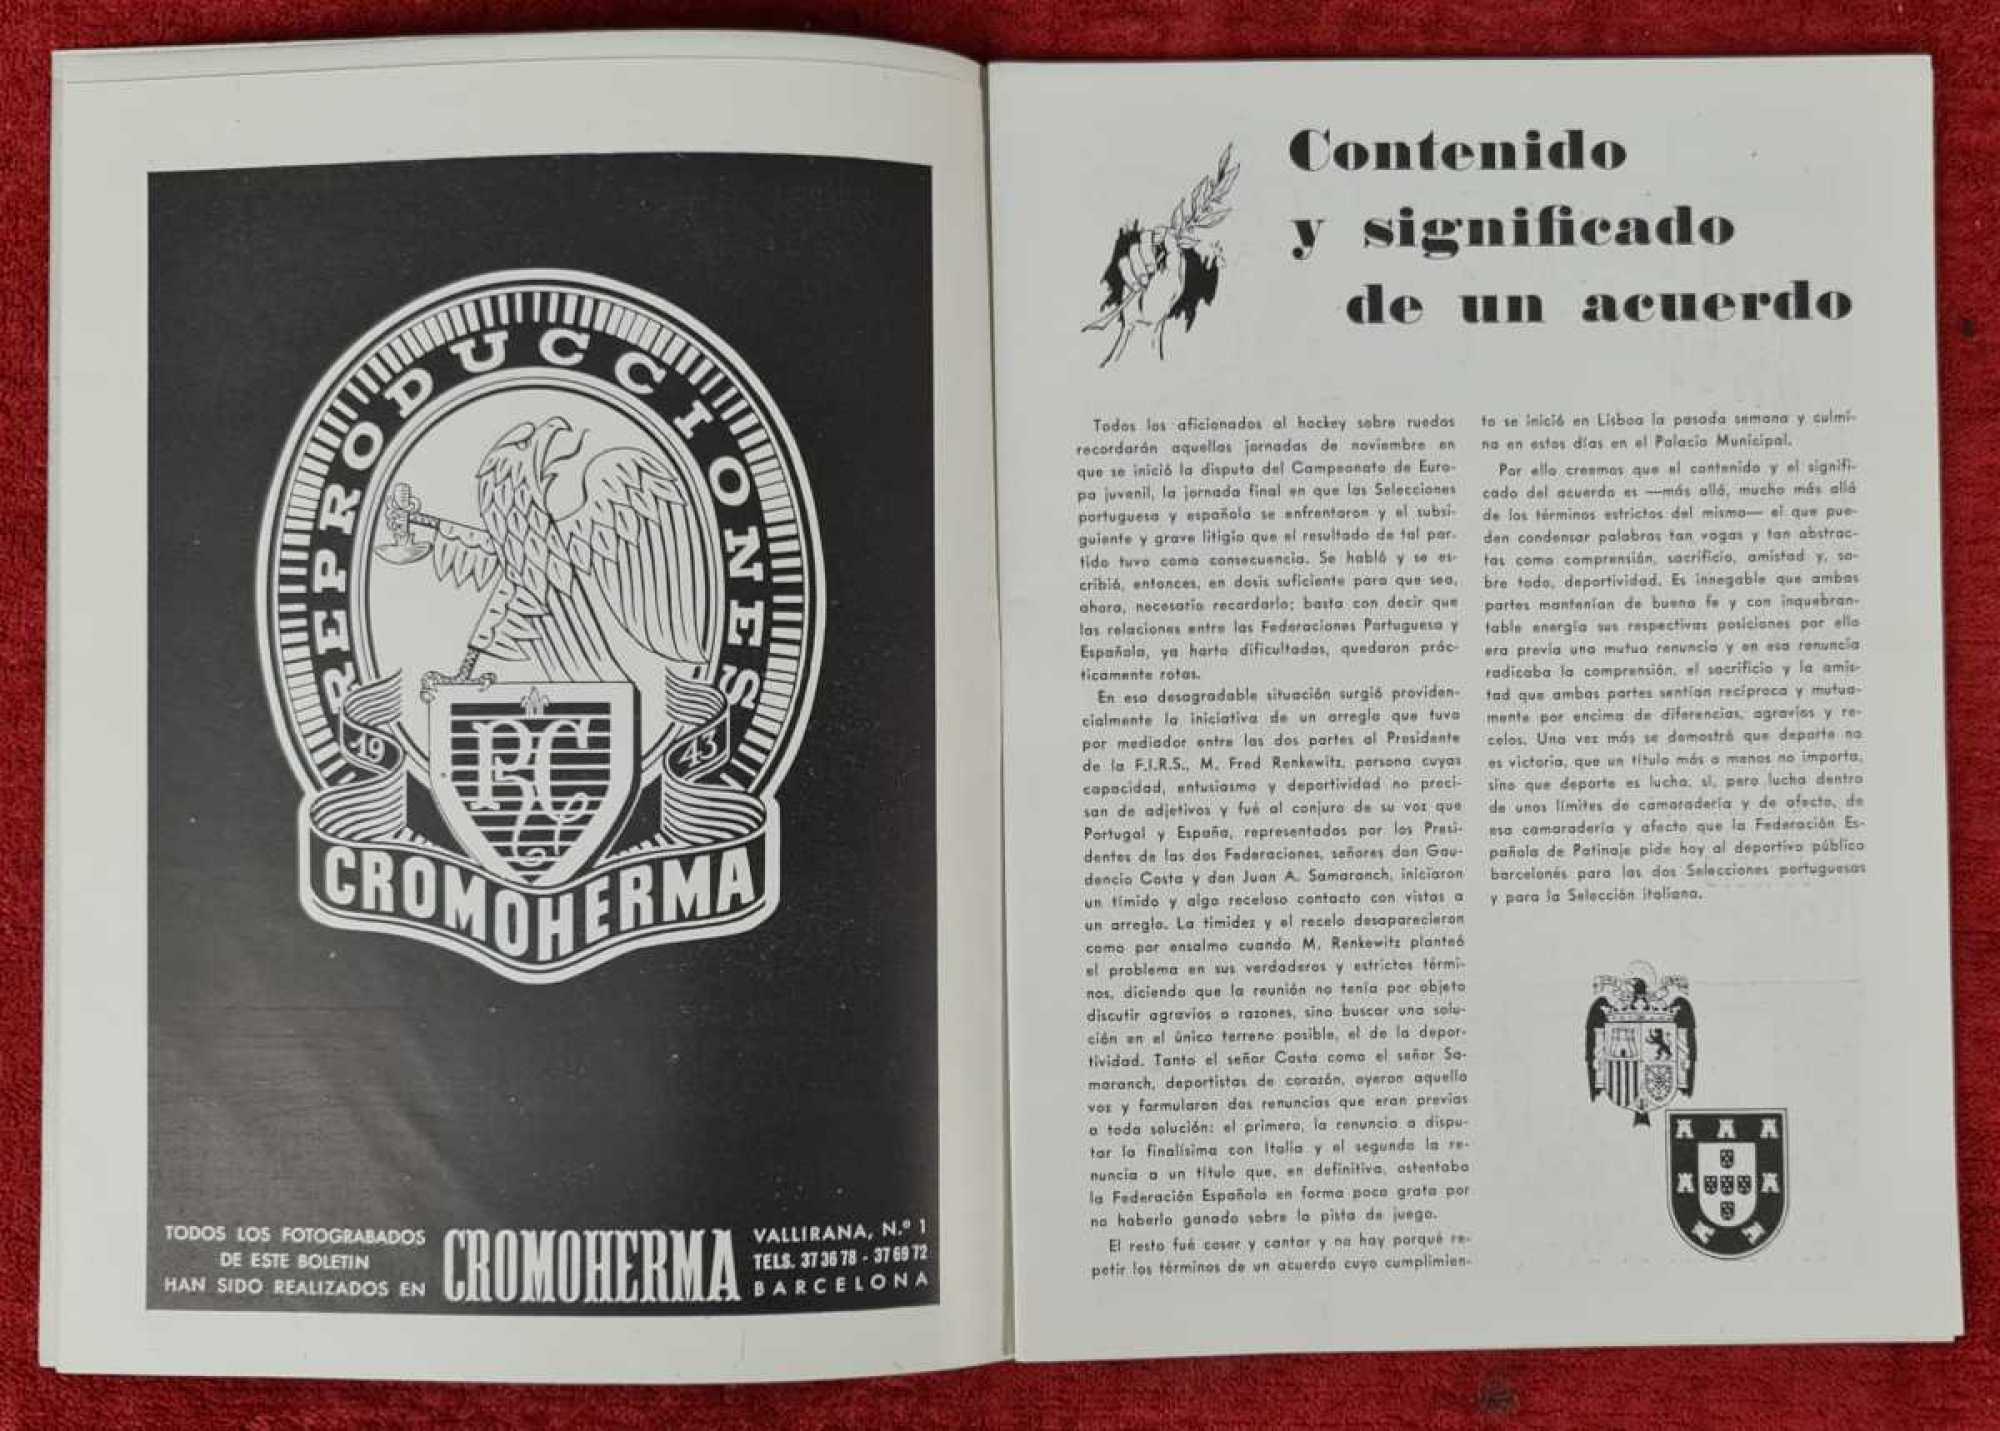 REPRODUCCIONES
19 43
RC
CROMOHERMA
TODOS LOS FOTOGRABADOS
DE ESTE BOLETIN
HAN SIDO REALIZADOS EN
CROMOHERMA
VALLIRANA, N.º 1
TELS. 37 36 78 - 37 69 72
BARCELONA
Contenido
y significado
de un acuerdo
Todos los aficionados al hockey sobre ruedas
recordarán aquellas jornadas de noviembre en
que se inició la disputa del Campeonato de Euro-
pa juvenil, la jornada final en que las Selecciones
portuguesa y española se enfrentaron y el subsi-
guiente y grave litigio que el resultado de tal par-
tido tuvo como consecuencia. Se habló y se es-
cribió, entonces, en dosis suficiente para que sea,
ahora, necesario recordarlo; basta con decir que
las relaciones entre las Federaciones Portuguesa y
Española, ya harto dificultadas, quedaron prác-
ticamente rotas.
En esa desagradable situación surgió providen-
cialmente la iniciativa de un arreglo que tuvo
por mediador entre las dos partes al Presidente
de la F.I.R.S., M. Fred Renkewitz, persona cuya
capacidad, entusiasmo y deportividad no preci-
san de adjetivos y fué al conjuro de su voz que
Portugal y España, representados por los Presi-
dentes de las dos Federaciones, señores don Gau-
dencio Costa y don Juan A. Samaranch, iniciaron
un tímido y algo receloso contacto con vistas a
un arreglo. La timidez y el recelo desaparecieron
como por ensalmo cuando M. Renkewitz planteó
el problema en sus verdaderos y estrictos térmi-
nos, diciendo que la reunión no tenía por objeto
discutir agravios o razones, sino buscar una solu-
ción en el único terreno posible, el de la depor-
tividad. Tanto el señor Costa como el señor Sa-
maranch, deportistas de corazón, oyeron aquella
voz y formularon dos renuncias que eran previas
a toda solución: el primero, la renuncia a dispu-
tar la finalísima con Italia y el segundo la re-
nuncia a un título que, en definitiva, ostentaba
la Federación Española en forma poco grata por
no haberlo ganado sobre la pista de juego.
El resto fué coser y cantar y no hay porqué re-
petir los términos de un acuerdo cuyo cumplimien-
to se inició en Lisboa la pasada semana y culmi-
na en estos días en el Palacio Municipal.
Por ello creemos que el contenido y el signifi-
cado del acuerdo es —más allá, mucho más allá
de los términos estrictos del mismo— el que pue-
den condensar palabras tan vagas y tan abstrac-
tas como comprensión, sacrificio, amistad y, so-
bre todo, deportividad. Es innegable que ambas
partes mantenían de buena fe y con inquebran-
table energía sus respectivas posiciones por ello
era previa una mutua renuncia y en esa renuncia
radicaba la comprensión, el sacrificio y la amis-
tad que ambas partes sentían recíproca y mutua-
mente por encima de diferencias, agravios y re-
celos. Una vez más se demostró que deporte no
es victoria, que un título más o menos no importa,
sino que deporte es lucha, sí, pero lucha dentro
de unos límites de camaradería y de afecto, de
esa camaradería y afecto que la Federación Es-
pañola de Patinaje pide hoy al deportivo público
barcelonés para las dos Selecciones portuguesas
y para la Selección italiana.